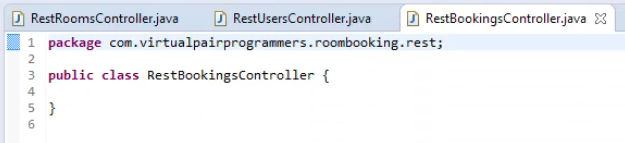 RestRoomsController.java RestUsersController.java RestBookingsController.java
1 package com.virtualpairprogrammers.roombooking.rest;
2
3 public class RestBookingsController {
4
5 }
6